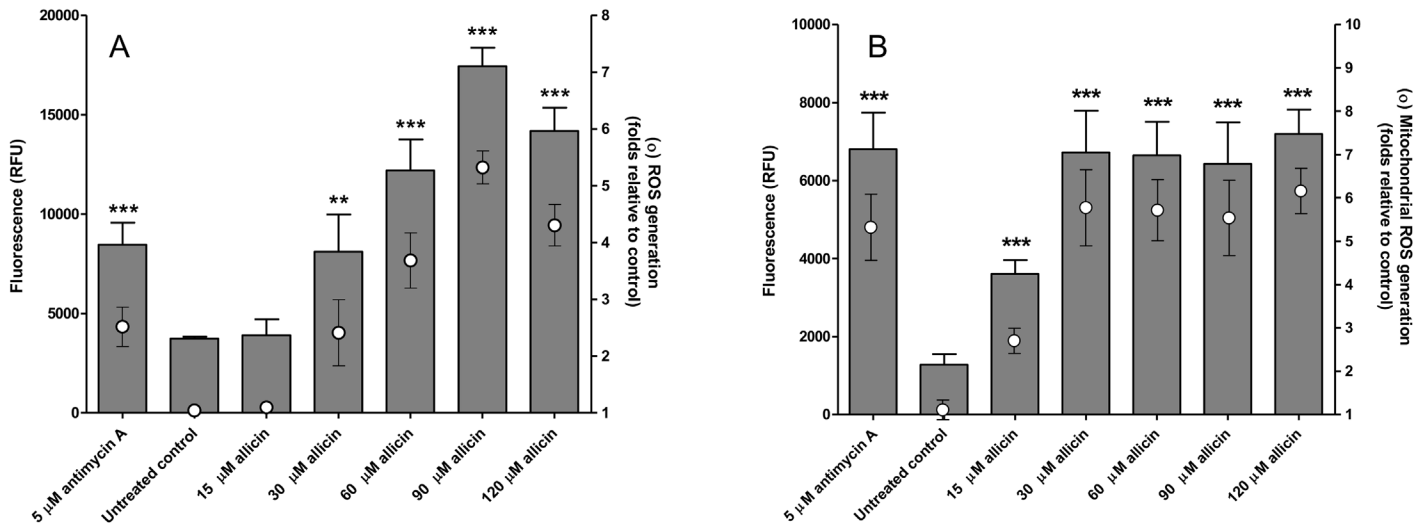 A
Fluorescence (RFU)
20000
15000
10000
5000
0
***
**
***
***
***
8
7
6
5
4
3
2
1
(o) ROS generation
(folds relative to control)
5 μM antimycin A
Untreated control
15 μM allicin
30 μM allicin
60 μM allicin
90 μM allicin
120 μM allicin
B
Fluorescence (RFU)
10000
8000
6000
4000
2000
0
***
***
***
***
***
***
10
9
8
7
6
5
4
3
2
1
(o) Mitochondrial ROS generation
(folds relative to control)
5 μM antimycin A
Untreated control
15 μM allicin
30 μM allicin
60 μM allicin
90 μM allicin
120 μM allicin